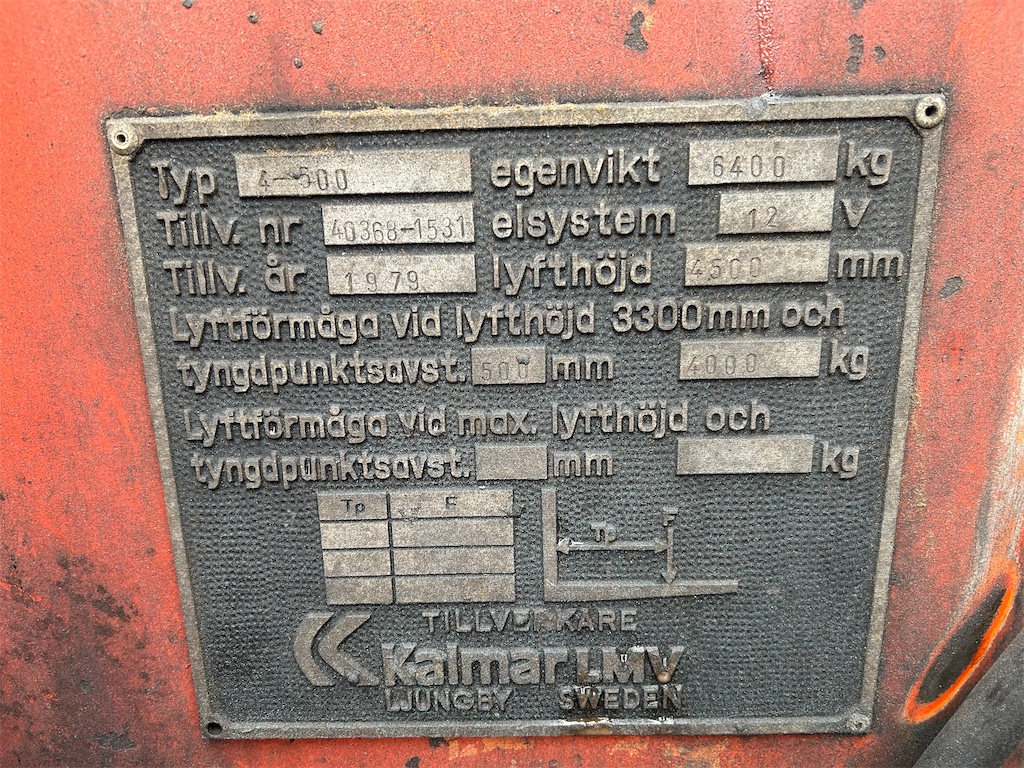 Typ 4-500 egenvikt 6400 kg
Tillv. nr 40368-1531 elsystem 12 V
Tillv. år 1979 lyfthöjd 4500 mm
Lyftförmåga vid lyfthöjd 3300mm och
tyngdpunktsavst. 500 mm 4000 kg
Lyftförmåga vid max. lyfthöjd och
tyngdpunktsavst. mm kg
Tp F
Tp F
TILLVERKARE
Kalmar LMV
LJUNGBY SWEDEN